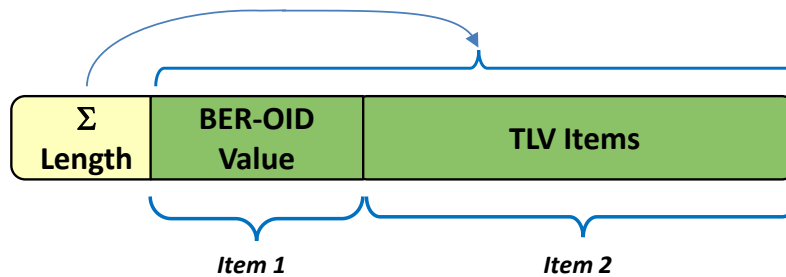 Σ
Length
BER-OID
Value
TLV Items
Item 1
Item 2